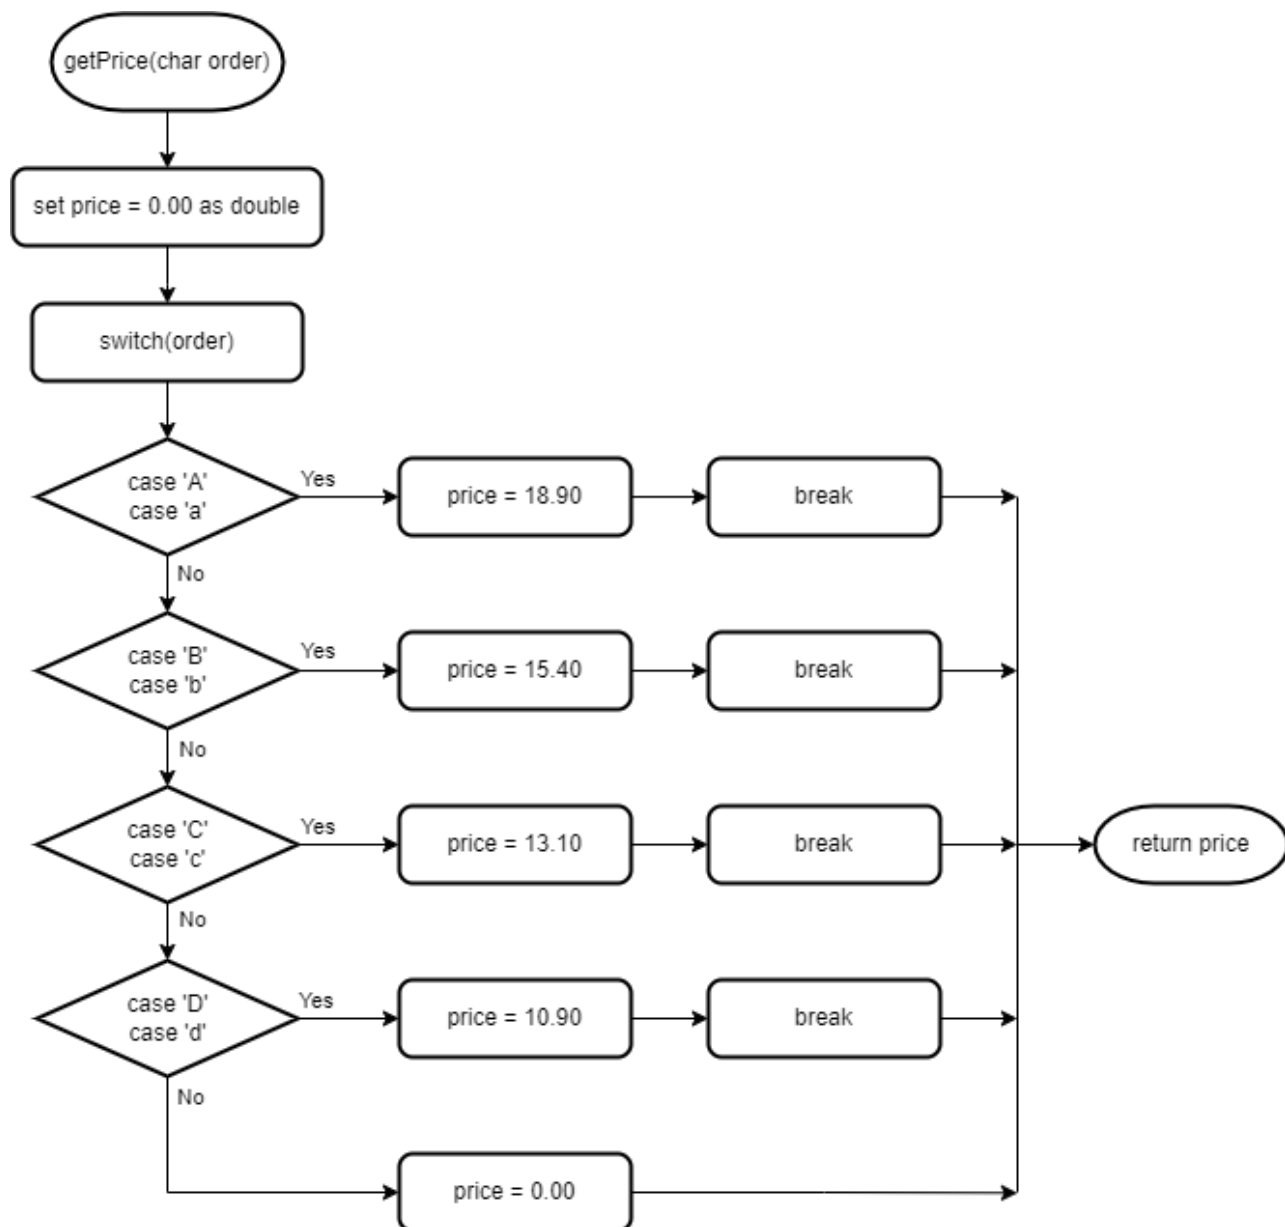 getPrice(char order)
set price = 0.00 as double
switch(order)
case 'A'
case 'a'
Yes
price = 18.90
break
No
case 'B'
case 'b'
Yes
price = 15.40
break
No
case 'C'
case 'c'
Yes
price = 13.10
break
return price
No
case 'D'
case 'd'
Yes
price = 10.90
break
No
price = 0.00